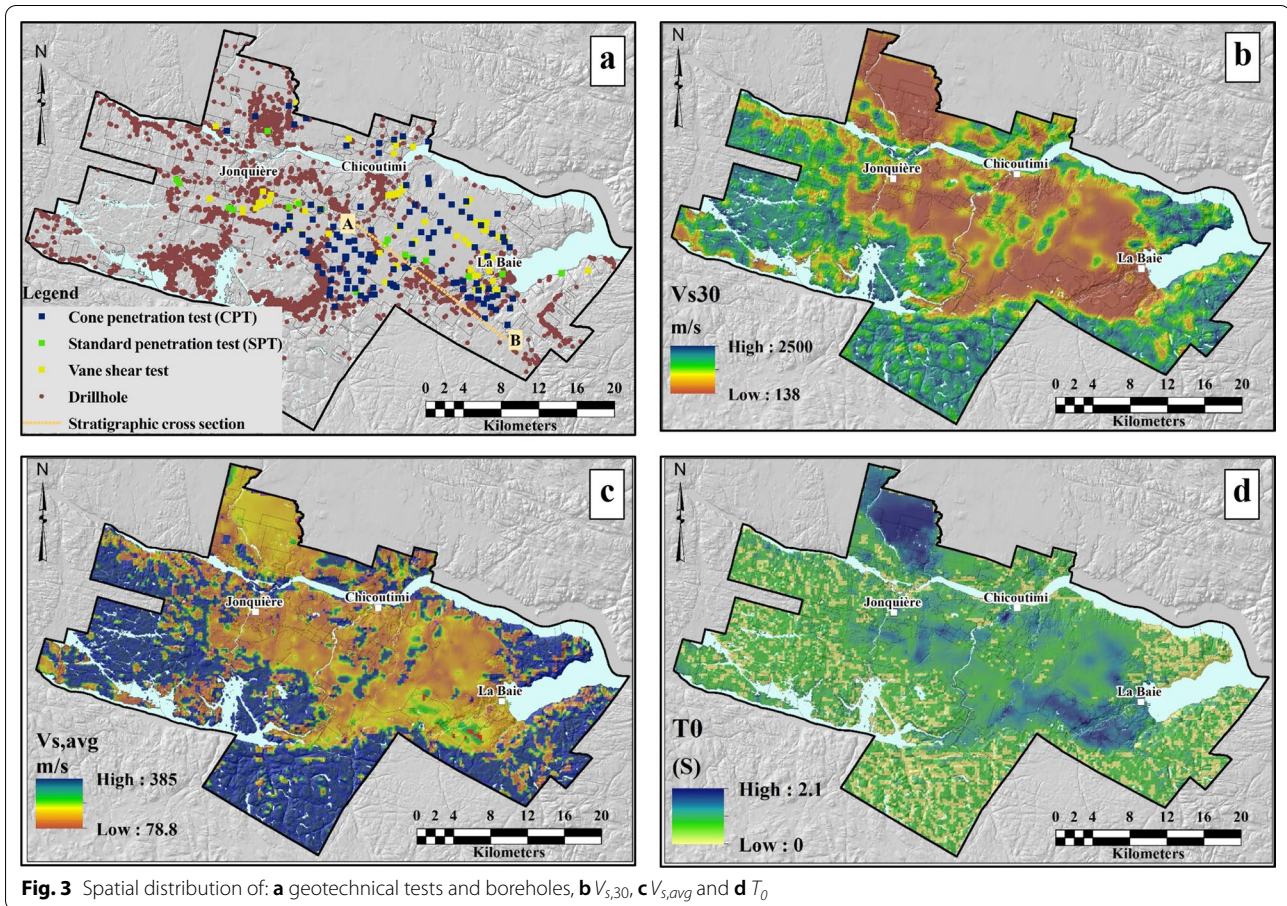 N
a
Jonquière
Chicoutimi
A
La Baie
B
Legend
Cone penetration test (CPT)
Standard penetration test (SPT)
Vane shear test
Drillhole
Stratigraphic cross section
0 2 4 8 12 16 20
Kilometers
N
b
Jonquière
Chicoutimi
La Baie
Vs30
m/s
High : 2500
Low : 138
0 2 4 8 12 16 20
Kilometers
N
c
Jonquière
Chicoutimi
La Baie
Vs,avg
m/s
High : 385
Low : 78.8
0 2 4 8 12 16 20
Kilometers
N
d
Jonquière
Chicoutimi
La Baie
T0
(S)
High : 2.1
Low : 0
0 2 4 8 12 16 20
Kilometers
Fig. 3 Spatial distribution of: a geotechnical tests and boreholes, b Vs,30, c Vs,avg and d T0